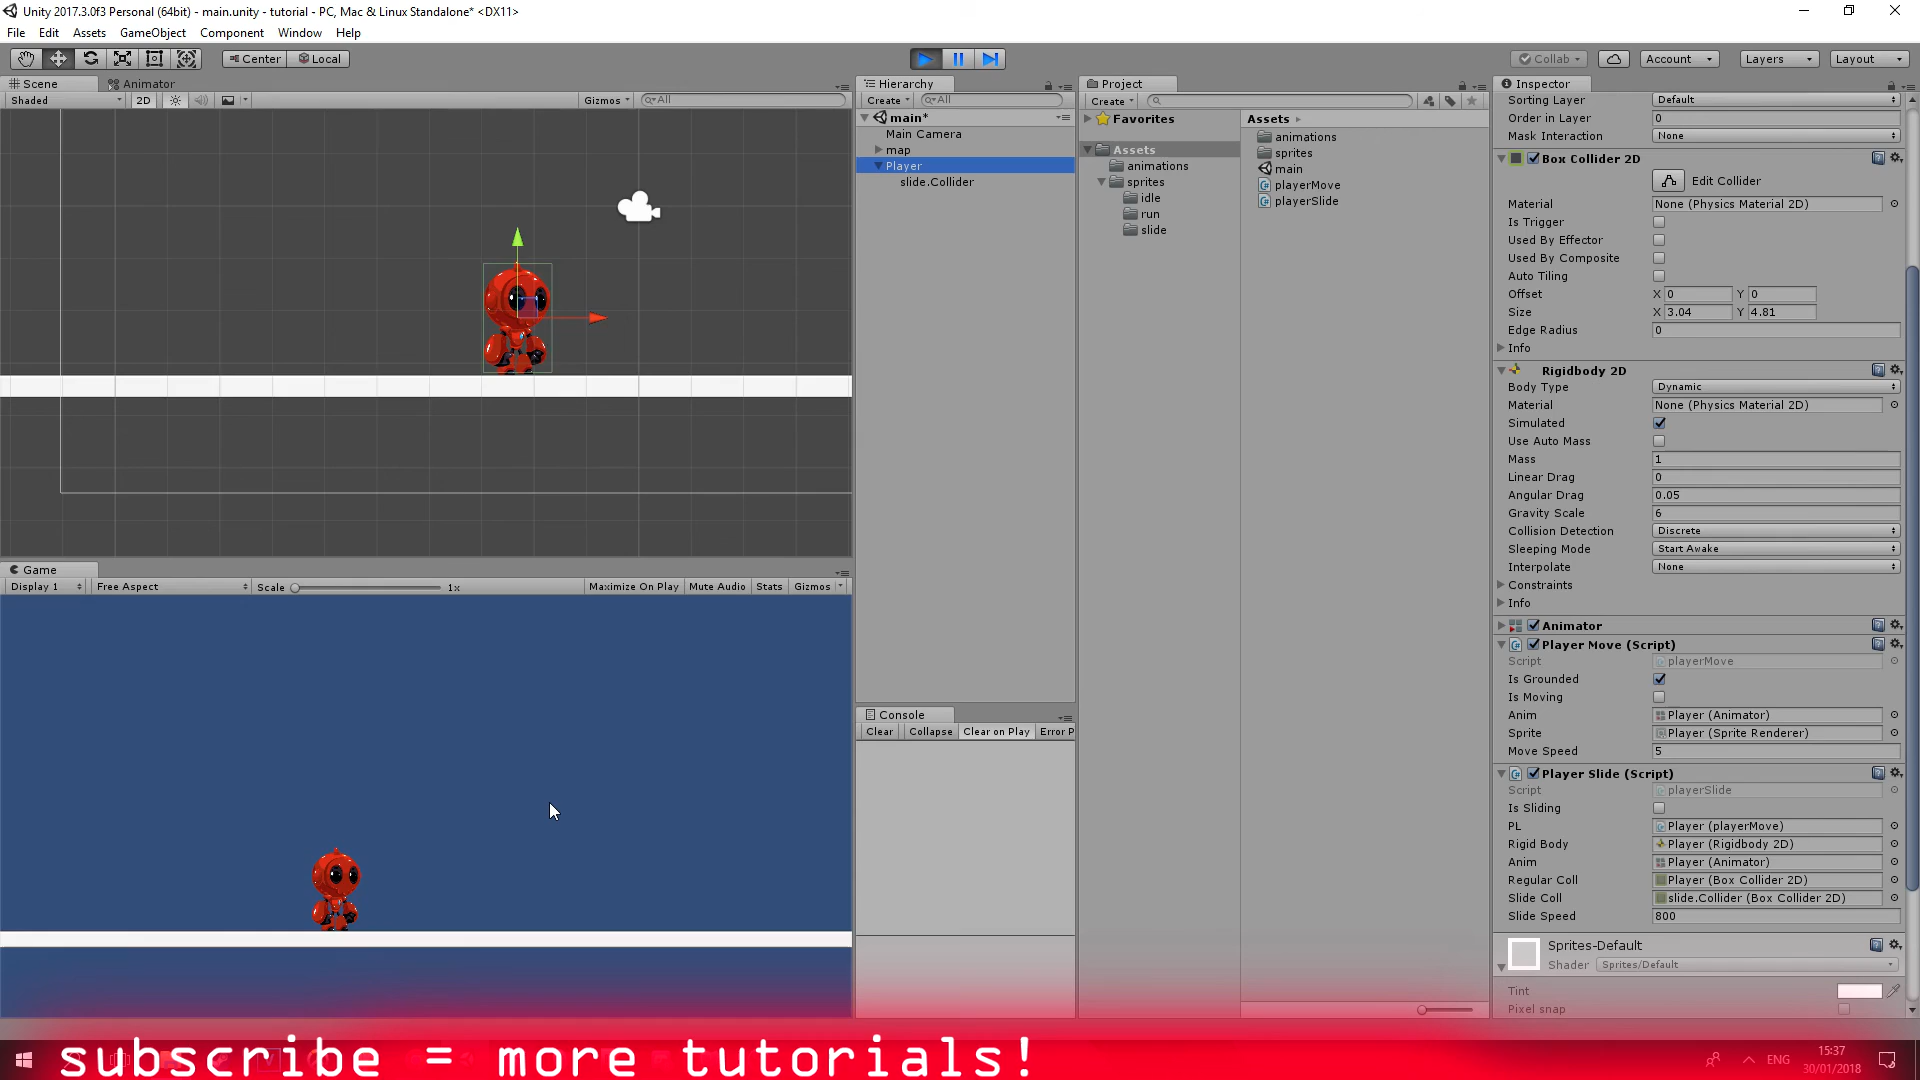 Unity 2017.3.0f3 Personal (64bit) - main.unity - tutorial - PC, Mac & Linux Standalone* <DX11>
File Edit Assets GameObject Component Window Help
Center Local
Collab Account Layers Layout
Scene Animator
Shaded 2D Gizmos All
Game
Display 1 Free Aspect Scale 1x Maximize On Play Mute Audio Stats Gizmos
Hierarchy
Create All
main*
Main Camera
map
Player
slide.Collider
Console
Clear Collapse Clear on Play Error P
Project
Create
Favorites
Assets
animations
sprites
idle
run
slide
Assets
animations
sprites
main
playerMove
playerSlide
Inspector
Sorting Layer Default
Order in Layer 0
Mask Interaction None
Box Collider 2D
Edit Collider
Material None (Physics Material 2D)
Is Trigger
Used By Effector
Used By Composite
Auto Tiling
Offset X 0 Y 0
Size X 3.04 Y 4.81
Edge Radius 0
Info
Rigidbody 2D
Body Type Dynamic
Material None (Physics Material 2D)
Simulated
Use Auto Mass
Mass 1
Linear Drag 0
Angular Drag 0.05
Gravity Scale 6
Collision Detection Discrete
Sleeping Mode Start Awake
Interpolate None
Constraints
Info
Animator
Player Move (Script)
Script playerMove
Is Grounded
Is Moving
Anim Player (Animator)
Sprite Player (Sprite Renderer)
Move Speed 5
Player Slide (Script)
Script playerSlide
Is Sliding
PL Player (playerMove)
Rigid Body Player (Rigidbody 2D)
Anim Player (Animator)
Regular Coll Player (Box Collider 2D)
Slide Coll slide.Collider (Box Collider 2D)
Slide Speed 800
Sprites-Default
Shader Sprites/Default
Tint
Pixel snap
subscribe = more tutorials!
ENG
15:37
30/01/2018